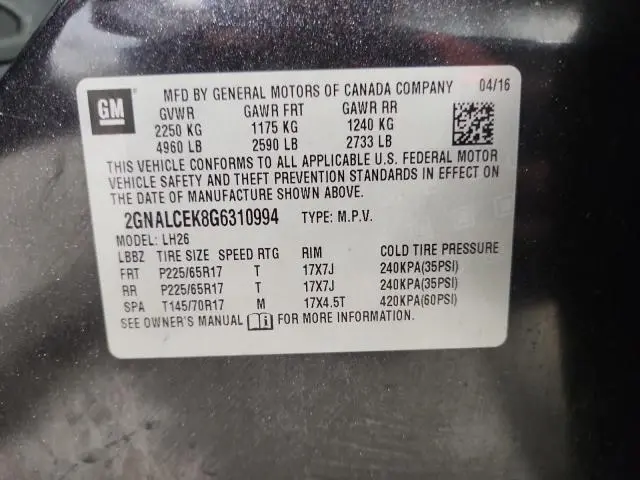 GM
MFD BY GENERAL MOTORS OF CANADA COMPANY 04/16
GVWR GAWR FRT GAWR RR
2250 KG 1175 KG 1240 KG
4960 LB 2590 LB 2733 LB
THIS VEHICLE CONFORMS TO ALL APPLICABLE U.S. FEDERAL MOTOR
VEHICLE SAFETY AND THEFT PREVENTION STANDARDS IN EFFECT ON
THE DATE OF MANUFACTURE SHOWN ABOVE.
2GNALCEK8G6310994 TYPE: M.P.V.
MODEL: LH26
LBBZ TIRE SIZE SPEED RTG RIM COLD TIRE PRESSURE
FRT P225/65R17 T 17X7J 240KPA(35PSI)
RR P225/65R17 T 17X7J 240KPA(35PSI)
SPA T145/70R17 M 17X4.5T 420KPA(60PSI)
SEE OWNER'S MANUAL FOR MORE INFORMATION.